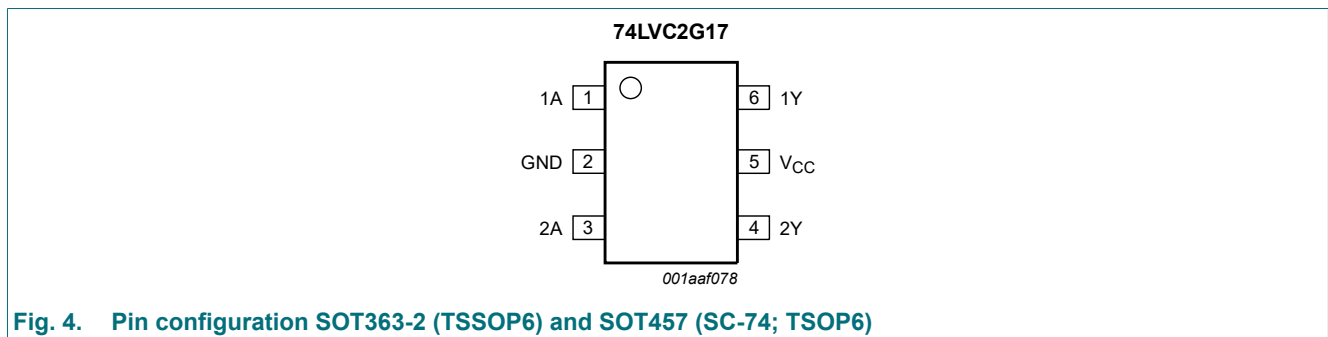 74LVC2G17
1A 1 6 1Y
GND 2 5 VCC
2A 3 4 2Y
001aaf078
Fig. 4. Pin configuration SOT363-2 (TSSOP6) and SOT457 (SC-74; TSOP6)